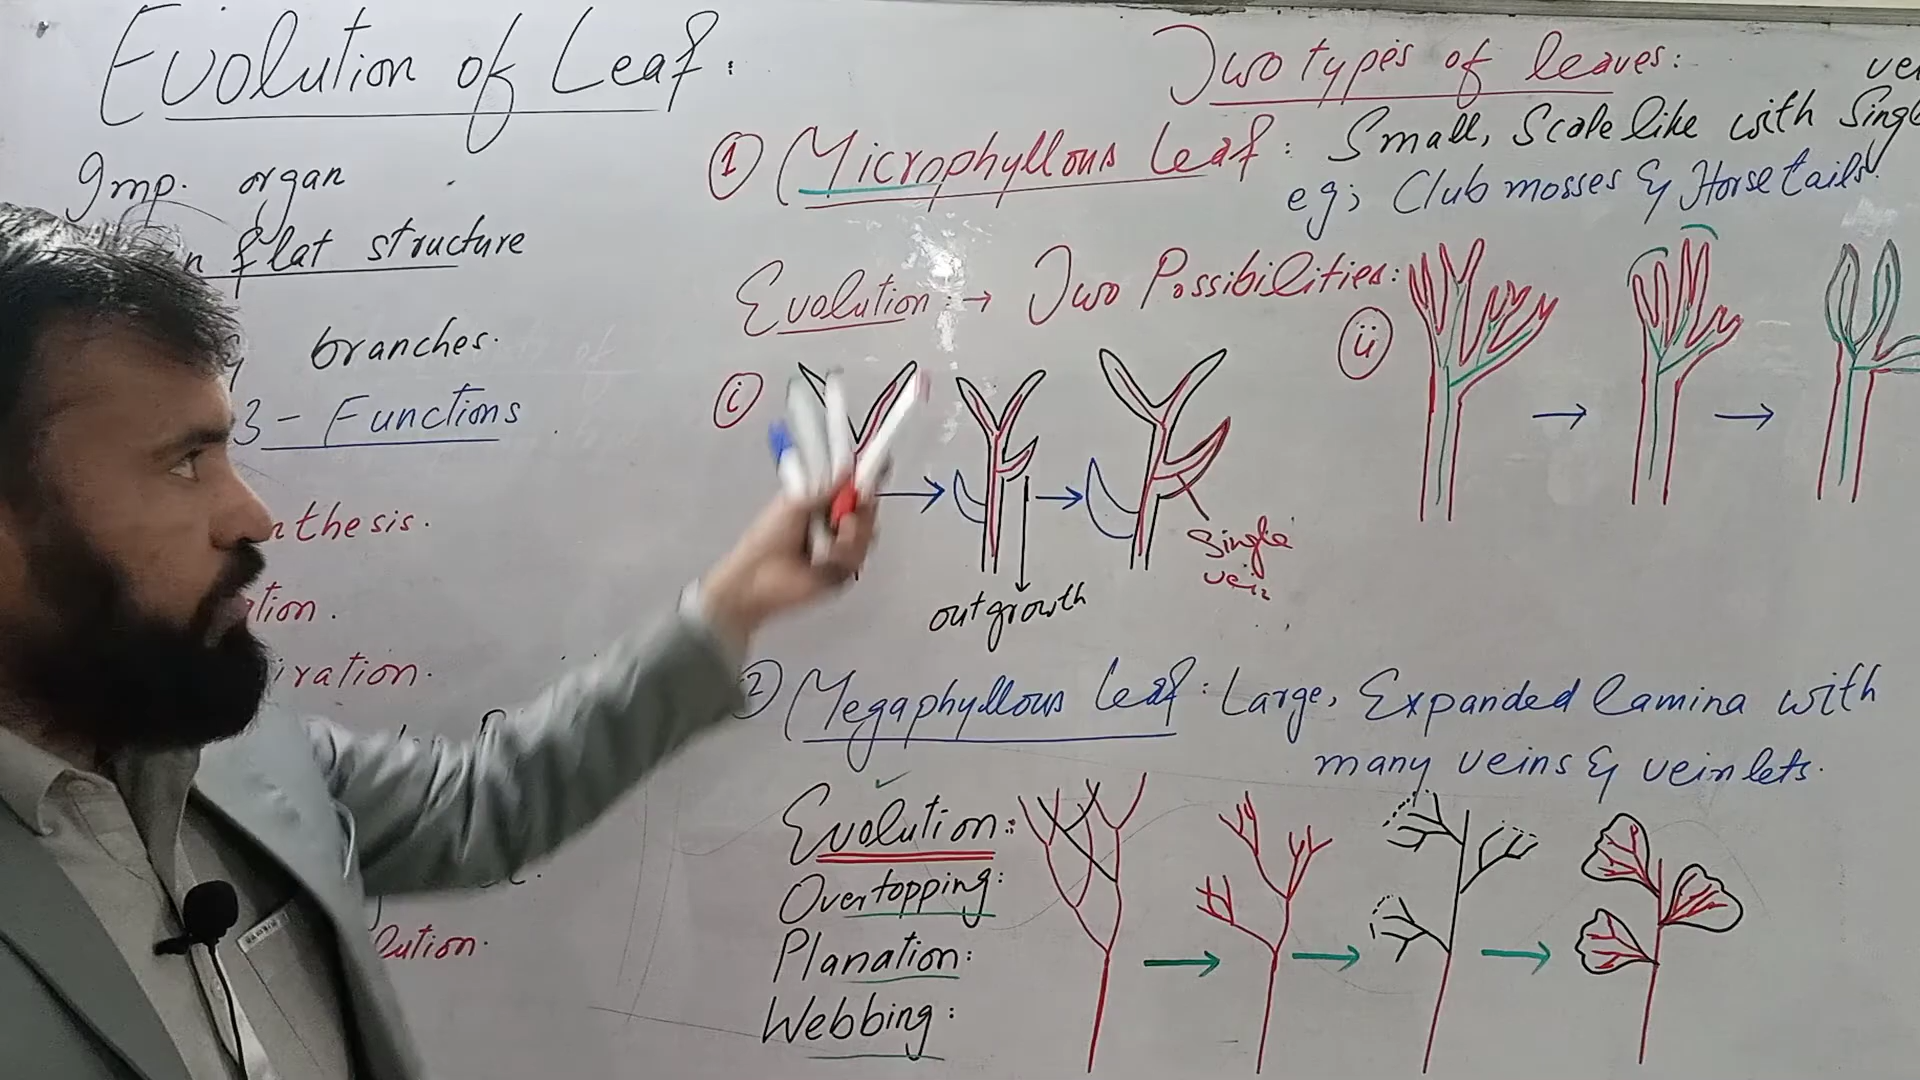 Evolution of Leaf.
Imp. organ
flat structure
branches.
3 - Functions
nthesis.
ation.
iration.
lution.
Two types of leaves:
① Microphyllous Leaf: Small, Scale like with Singl
eg; Club mosses & Horse tails.
Evolution: → Two Possibilities:
i
ii
outgrowth
Single
vein
2 Megaphyllous Leaf: Large, Expanded lamina with
many veins & veinlets.
Evolution:
Overtopping:
Planation:
Webbing: